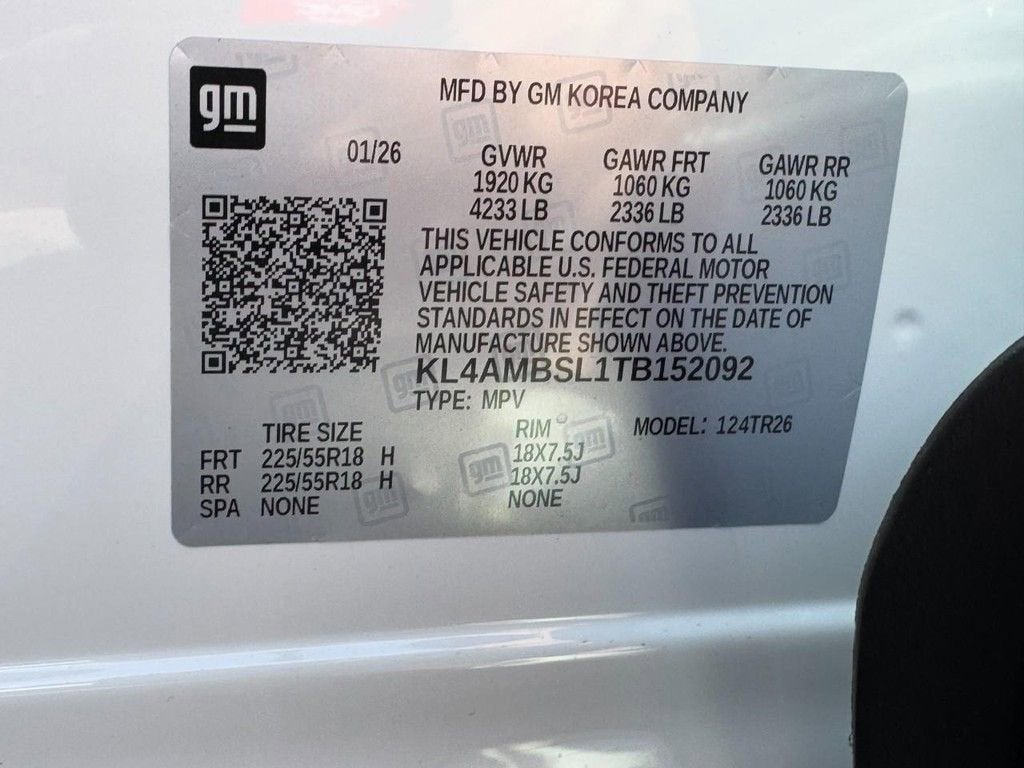 gm
MFD BY GM KOREA COMPANY
01/26 GVWR GAWR FRT GAWR RR
1920 KG 1060 KG 1060 KG
4233 LB 2336 LB 2336 LB
THIS VEHICLE CONFORMS TO ALL
APPLICABLE U.S. FEDERAL MOTOR
VEHICLE SAFETY AND THEFT PREVENTION
STANDARDS IN EFFECT ON THE DATE OF
MANUFACTURE SHOWN ABOVE.
KL4AMBSL1TB152092
TYPE: MPV
TIRE SIZE RIM MODEL: 124TR26
FRT 225/55R18 H 18X7.5J
RR 225/55R18 H 18X7.5J
SPA NONE NONE